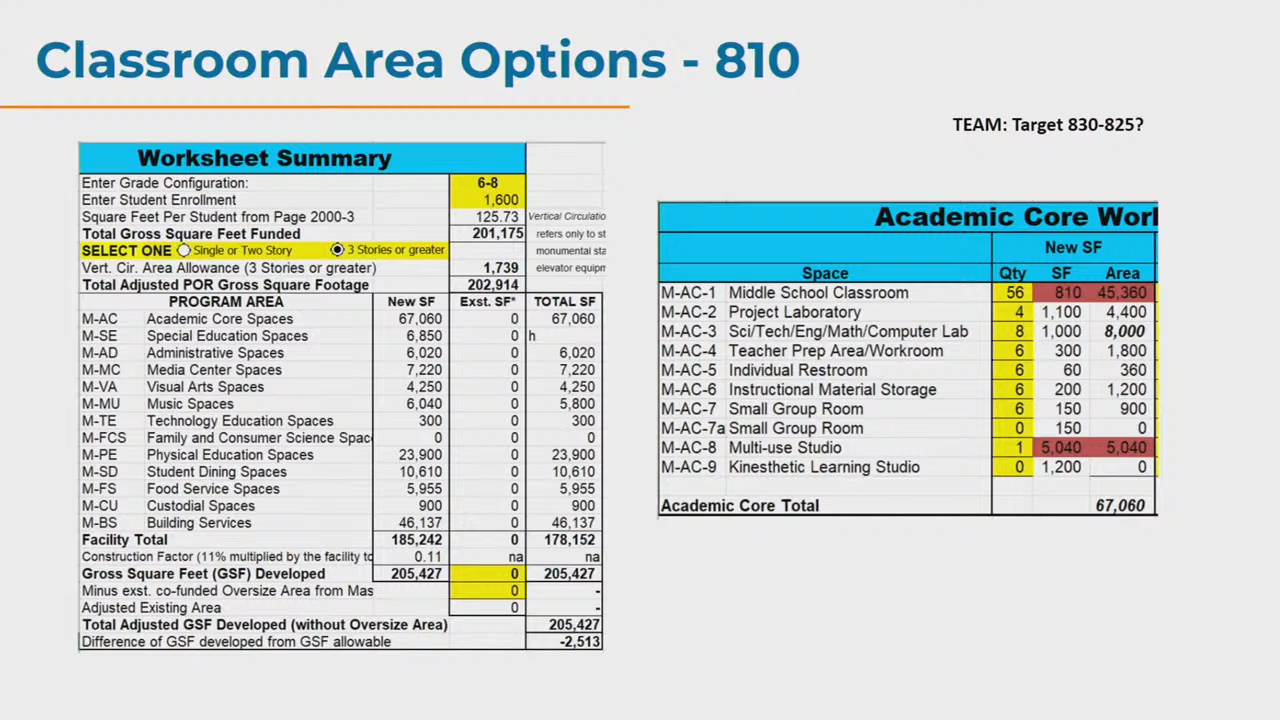 Classroom Area Options - 810
TEAM: Target 830-825?
Worksheet Summary
Enter Grade Configuration: 6-8
Enter Student Enrollment 1,600
Square Feet Per Student from Page 2000-3 125.73 Vertical Circulatio
Total Gross Square Feet Funded 201,175 refers only to st
SELECT ONE Single or Two Story 3 Stories or greater monumental sta
Vert. Cir. Area Allowance (3 Stories or greater) 1,739 elevator equipm
Total Adjusted POR Gross Square Footage 202,914
PROGRAM AREA New SF Exst. SF* TOTAL SF
M-AC Academic Core Spaces 67,060 0 67,060
M-SE Special Education Spaces 6,850 0 h
M-AD Administrative Spaces 6,020 0 6,020
M-MC Media Center Spaces 7,220 0 7,220
M-VA Visual Arts Spaces 4,250 0 4,250
M-MU Music Spaces 6,040 0 5,800
M-TE Technology Education Spaces 300 0 300
M-FCS Family and Consumer Science Spac 0 0 0
M-PE Physical Education Spaces 23,900 0 23,900
M-SD Student Dining Spaces 10,610 0 10,610
M-FS Food Service Spaces 5,955 0 5,955
M-CU Custodial Spaces 900 0 900
M-BS Building Services 46,137 0 46,137
Facility Total 185,242 0 178,152
Construction Factor (11% multiplied by the facility to 0.11 na na
Gross Square Feet (GSF) Developed 205,427 0 205,427
Minus exst. co-funded Oversize Area from Mas 0 -
Adjusted Existing Area 0 -
Total Adjusted GSF Developed (without Oversize Area) 205,427
Difference of GSF developed from GSF allowable -2,513
Academic Core Worl
New SF
Space Qty SF Area
M-AC-1 Middle School Classroom 56 810 45,360
M-AC-2 Project Laboratory 4 1,100 4,400
M-AC-3 Sci/Tech/Eng/Math/Computer Lab 8 1,000 8,000
M-AC-4 Teacher Prep Area/Workroom 6 300 1,800
M-AC-5 Individual Restroom 6 60 360
M-AC-6 Instructional Material Storage 6 200 1,200
M-AC-7 Small Group Room 6 150 900
M-AC-7a Small Group Room 0 150 0
M-AC-8 Multi-use Studio 1 5,040 5,040
M-AC-9 Kinesthetic Learning Studio 0 1,200 0
Academic Core Total 67,060